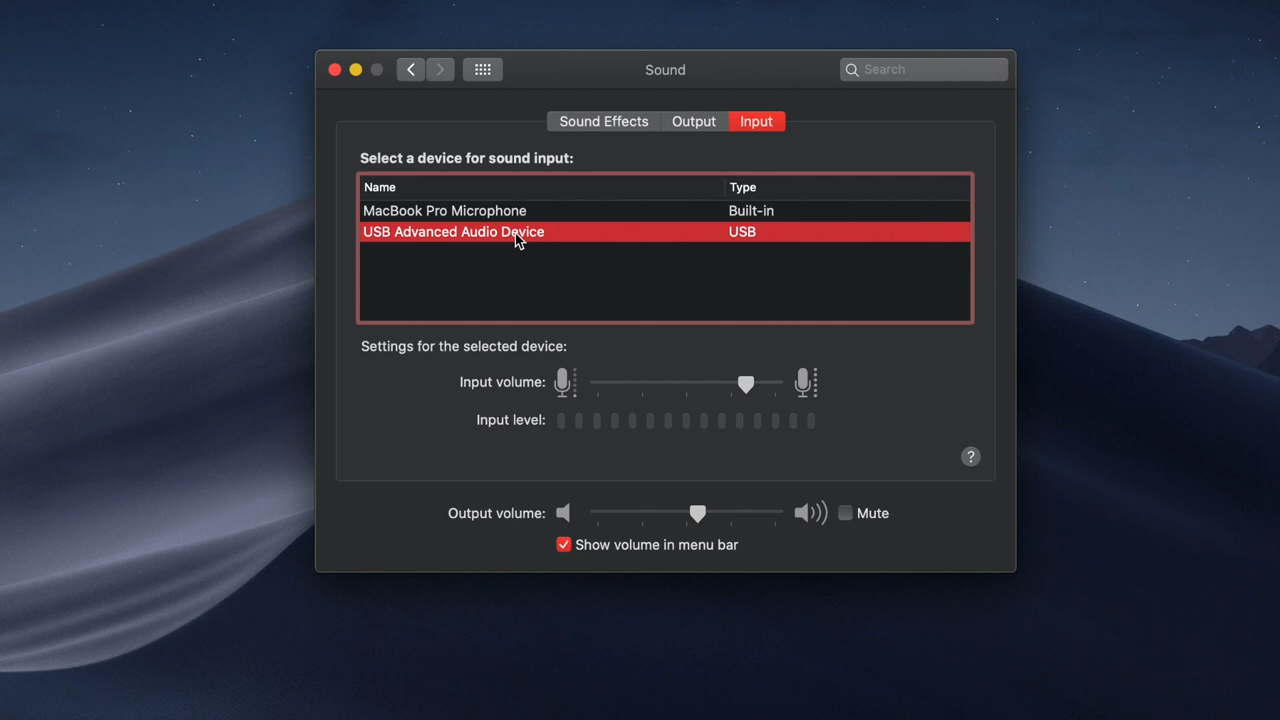 Sound
Search
Sound Effects Output Input
Select a device for sound input:
Name Type
MacBook Pro Microphone Built-in
USB Advanced Audio Device USB
Settings for the selected device:
Input volume:
Input level:
?
Output volume: Mute
Show volume in menu bar